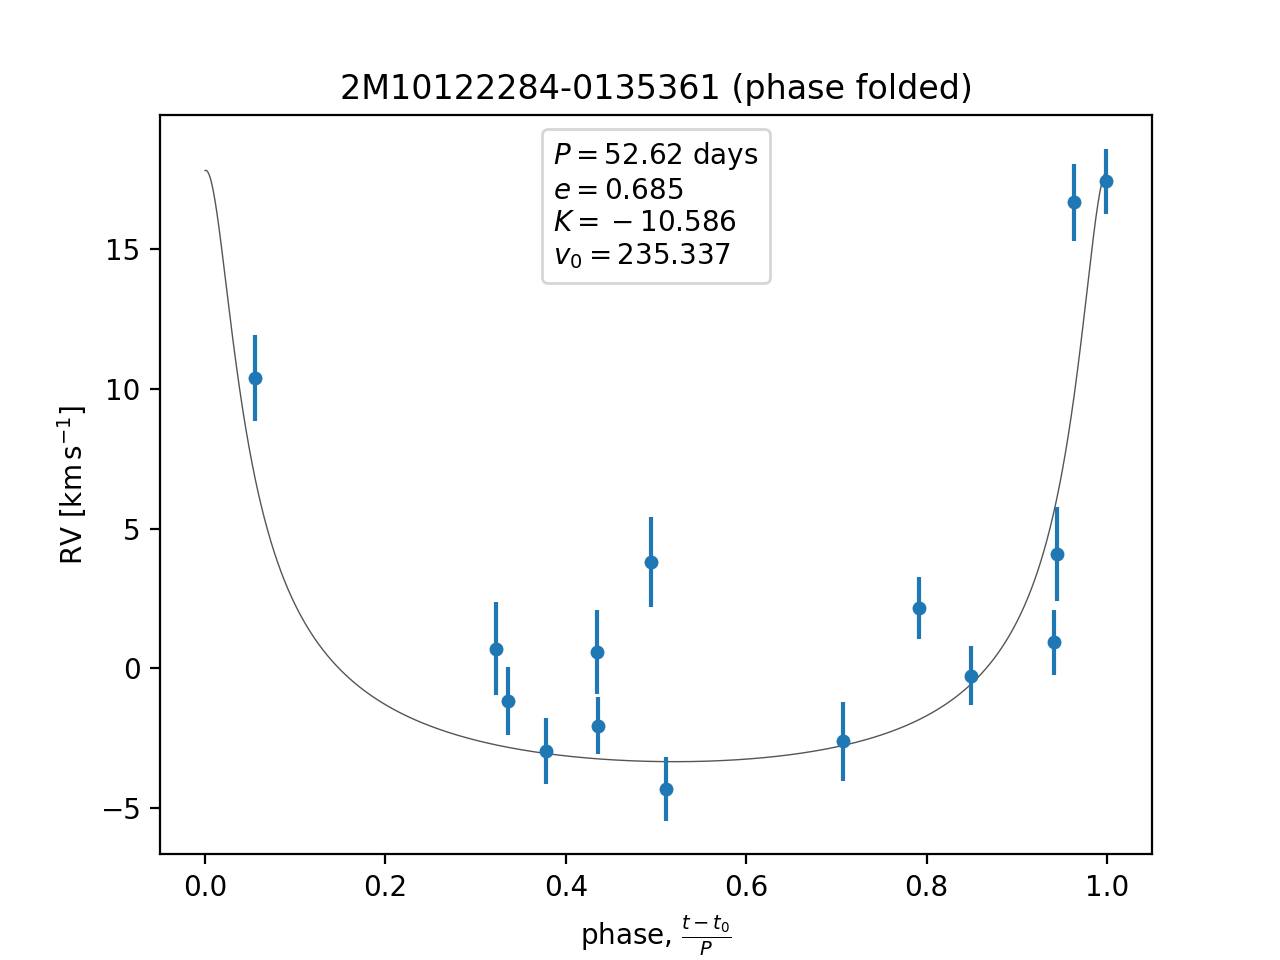 2M10122284-0135361 (phase folded)
P = 52.62 days
e = 0.685
K = −10.586
v₀ = 235.337
RV [km s⁻¹]
15
10
5
0
−5
0.0 0.2 0.4 0.6 0.8 1.0
phase, (t − t₀)/P